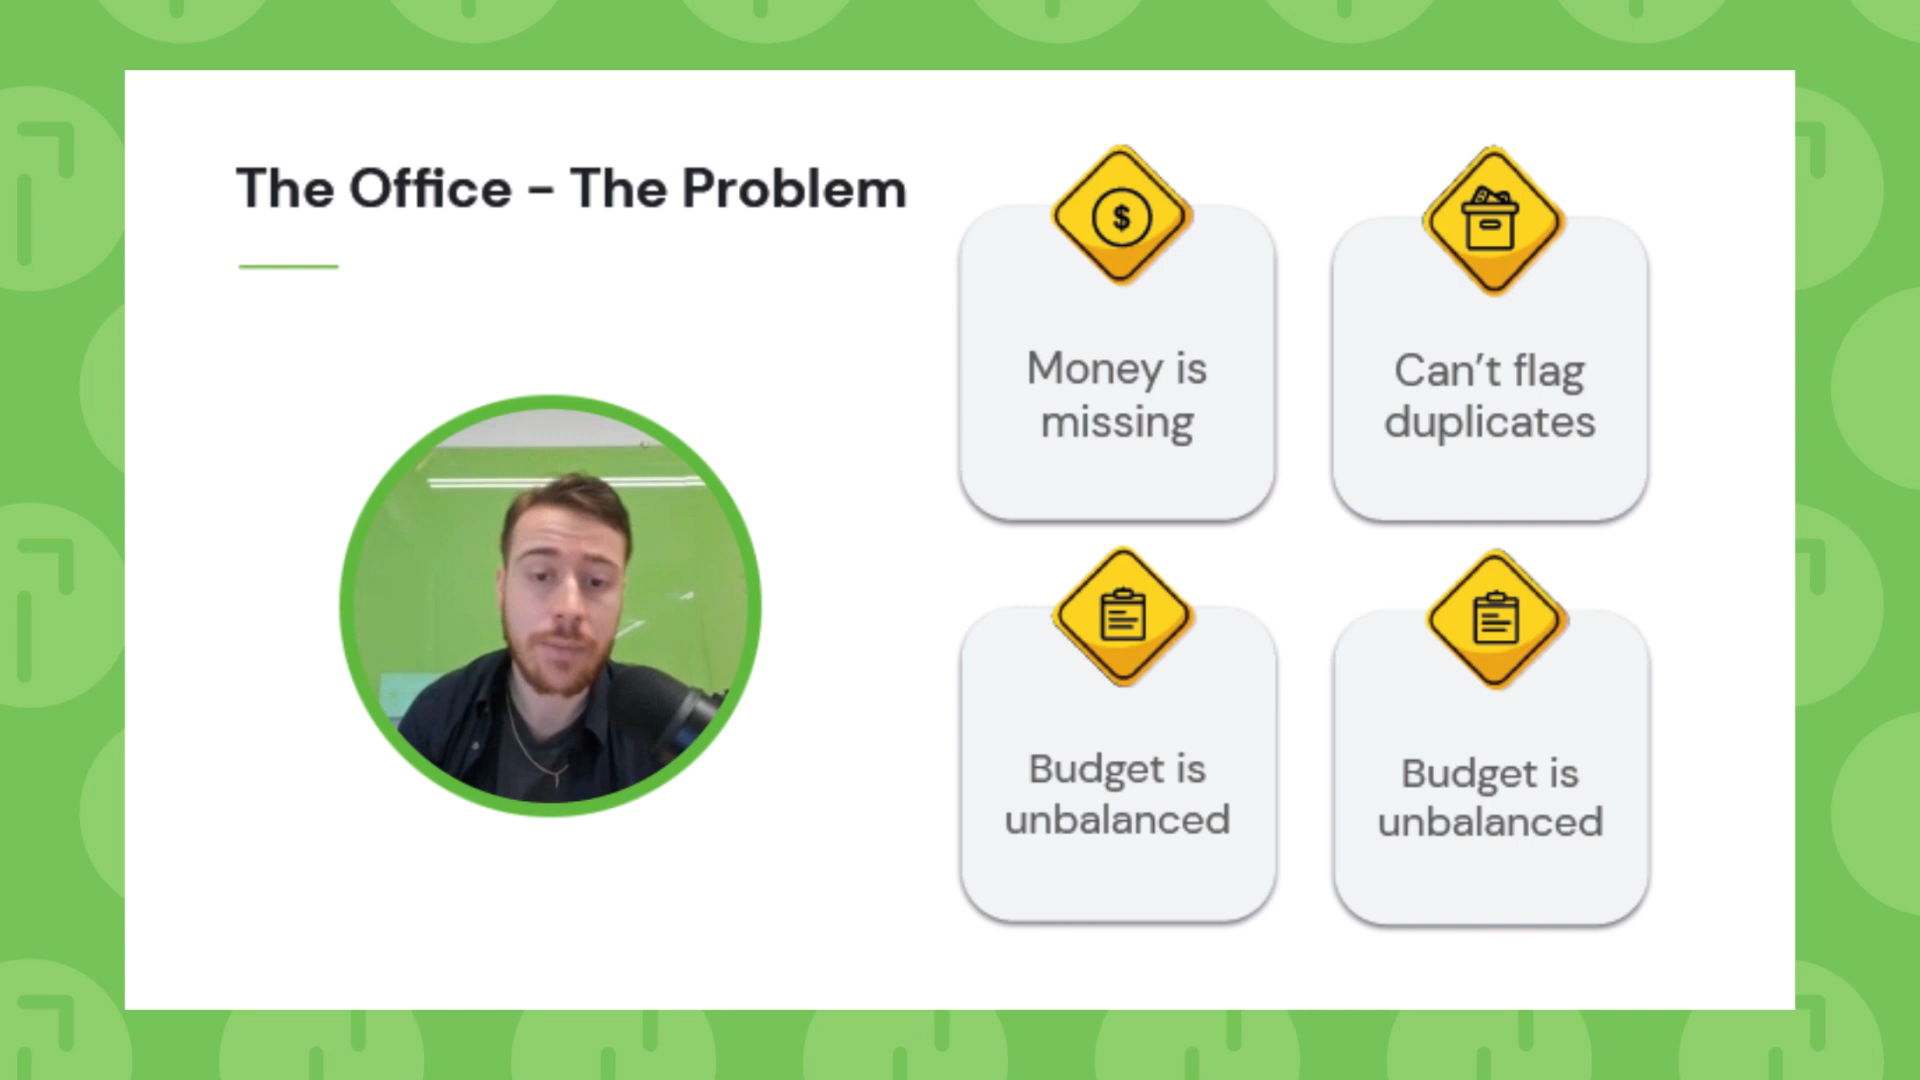 The Office – The Problem
$
Money is
missing
Can't flag
duplicates
Budget is
unbalanced
Budget is
unbalanced